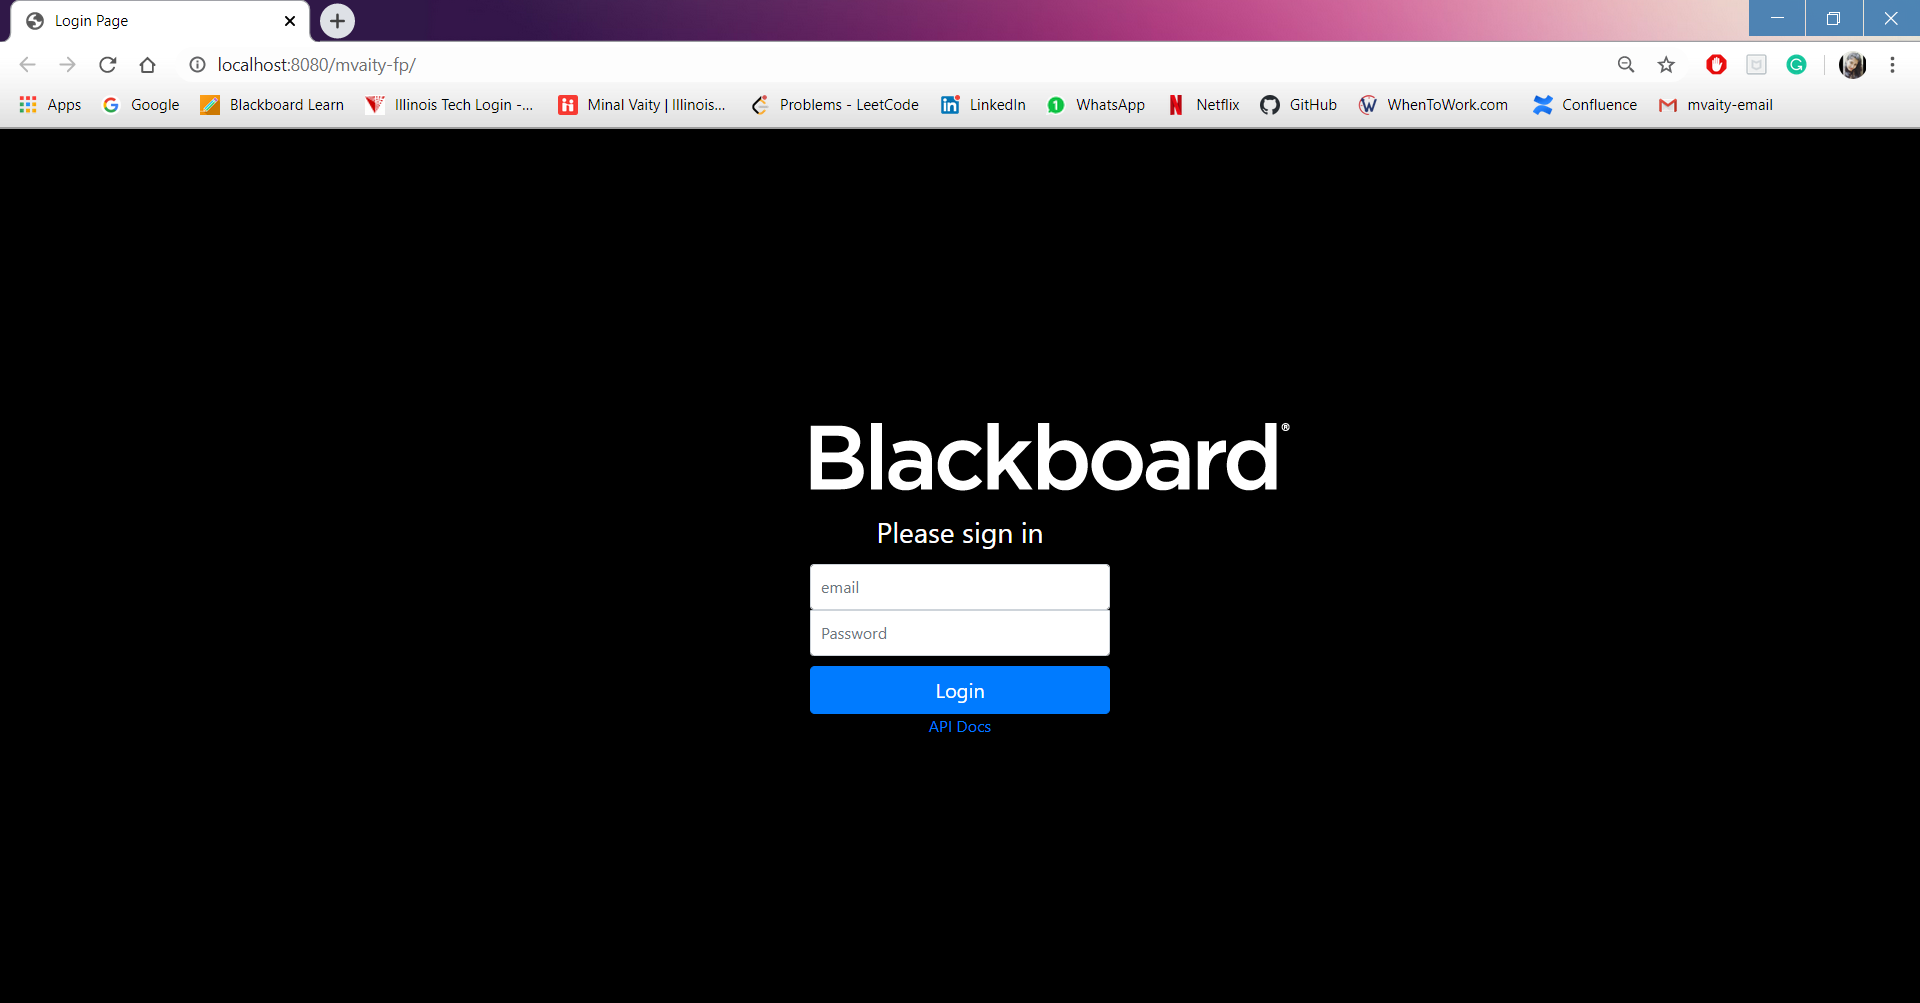 Login Page
localhost:8080/mvaity-fp/
Apps Google Blackboard Learn Illinois Tech Login -... Minal Vaity | Illinois... Problems - LeetCode LinkedIn WhatsApp Netflix GitHub WhenToWork.com Confluence mvaity-email
Blackboard®
Please sign in
email
Password
Login
API Docs